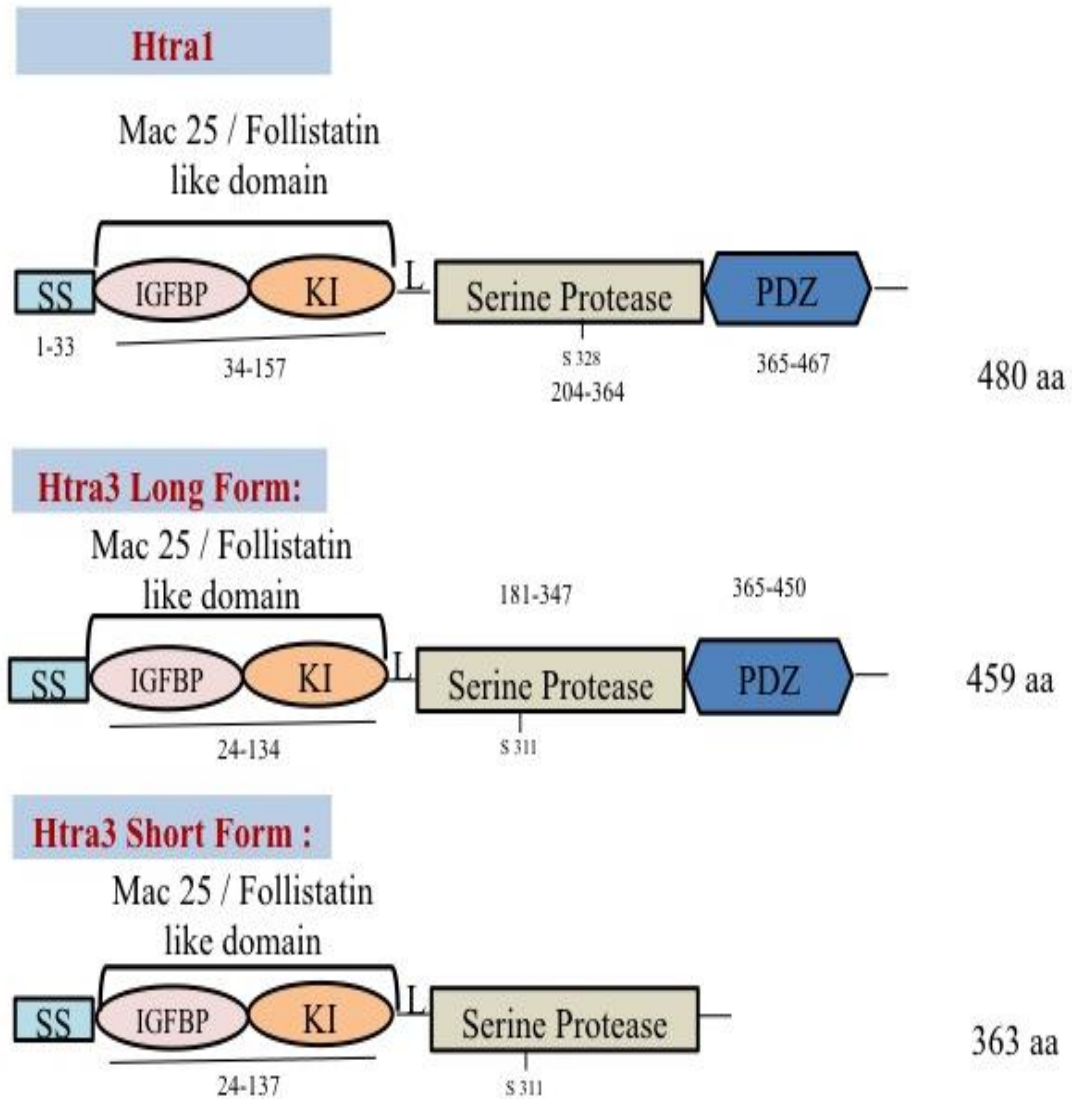 Htra1
Mac 25 / Follistatin
like domain
SS IGFBP KI L Serine Protease PDZ
1-33
34-157
S 328
204-364
365-467
480 aa
Htra3 Long Form:
Mac 25 / Follistatin
like domain
181-347
365-450
SS IGFBP KI L Serine Protease PDZ
459 aa
24-134
S 311
Htra3 Short Form :
Mac 25 / Follistatin
like domain
SS IGFBP KI L Serine Protease
363 aa
24-137
S 311